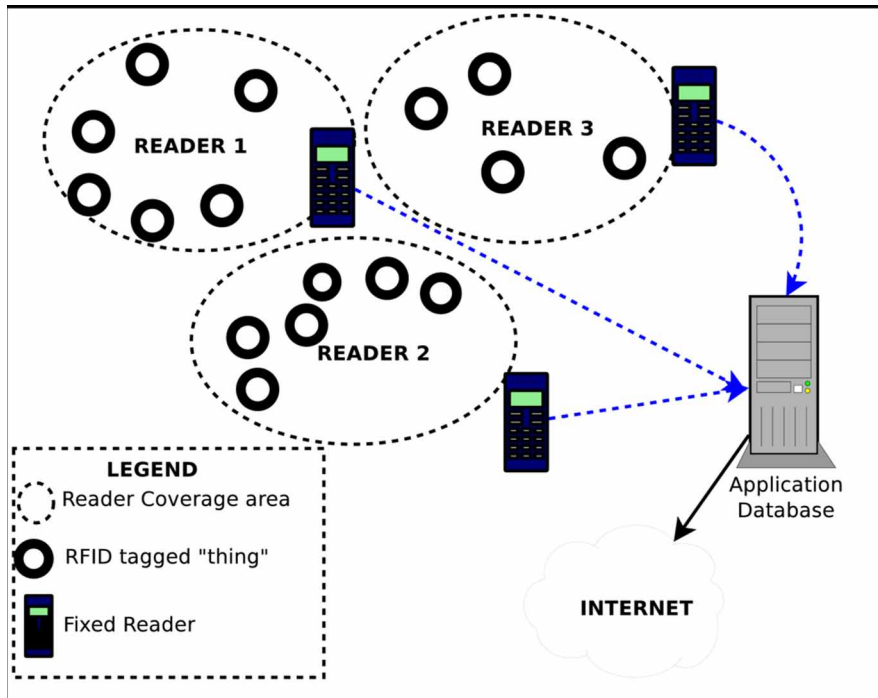 READER 1
READER 3
READER 2
LEGEND
Reader Coverage area
RFID tagged "thing"
Fixed Reader
Application
Database
INTERNET